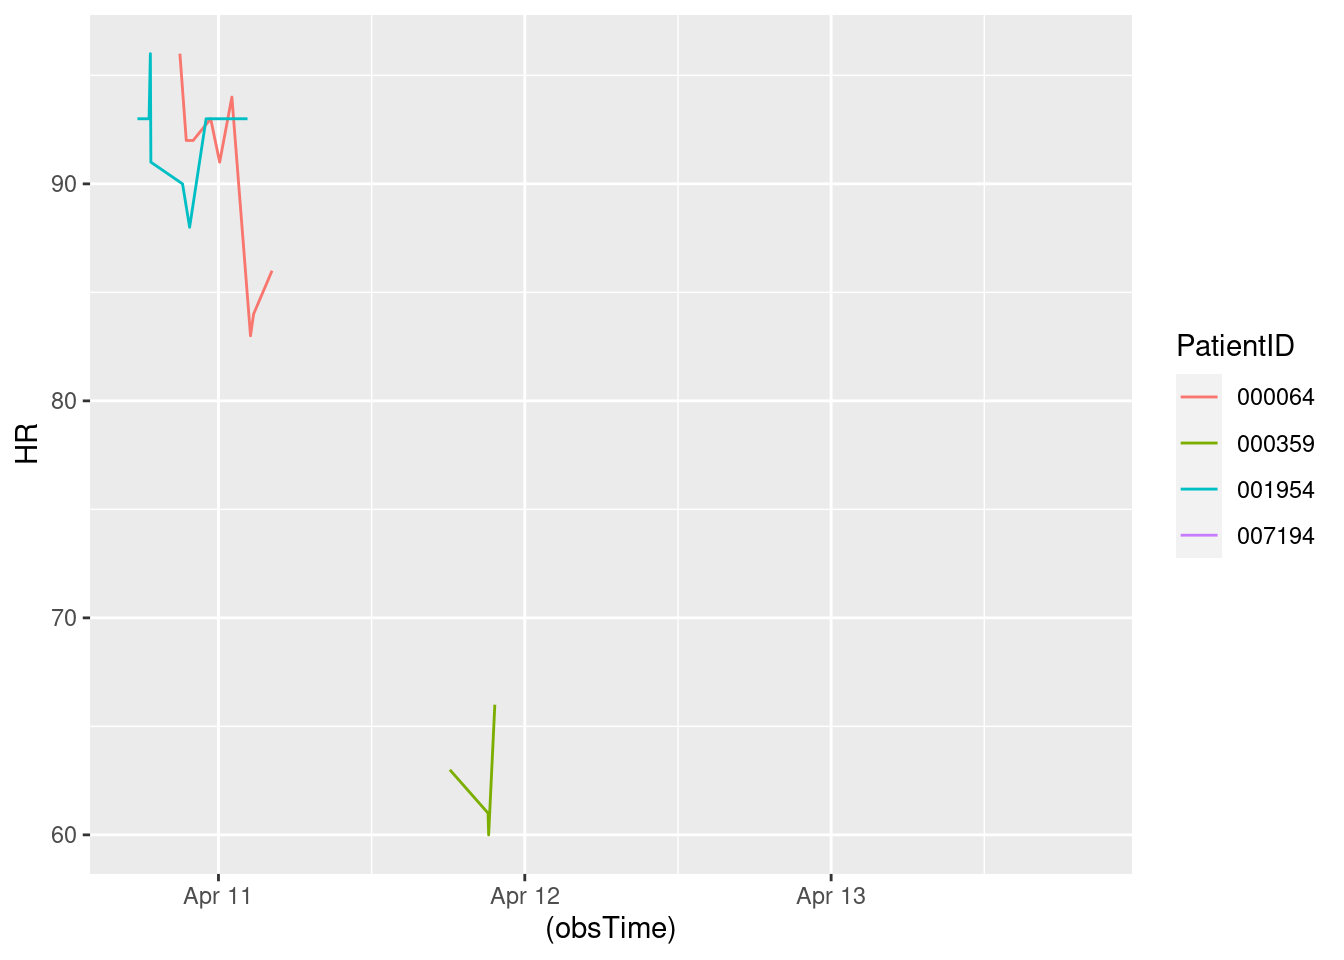 HR
90
80
70
60
Apr 11
Apr 12
Apr 13
(obsTime)
PatientID
000064
000359
001954
007194